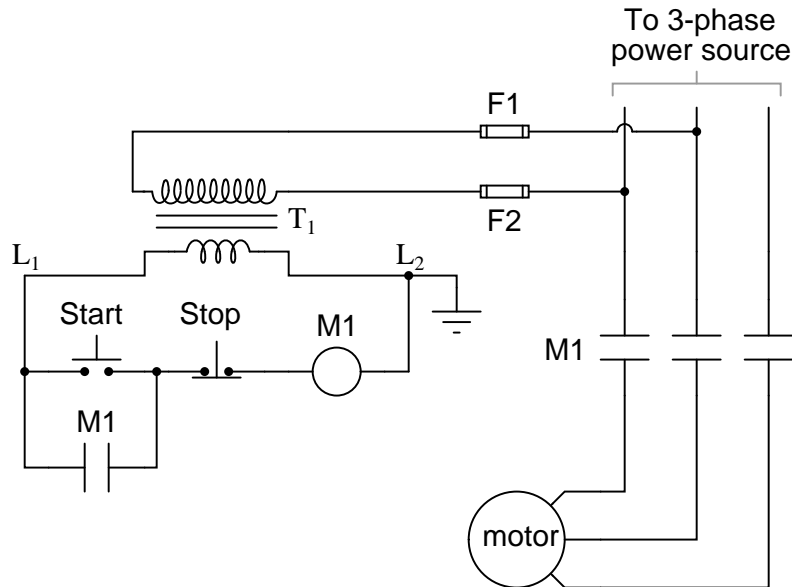 To 3-phase
power source
F1
F2
T1
L1
L2
Start
Stop
M1
M1
M1
motor